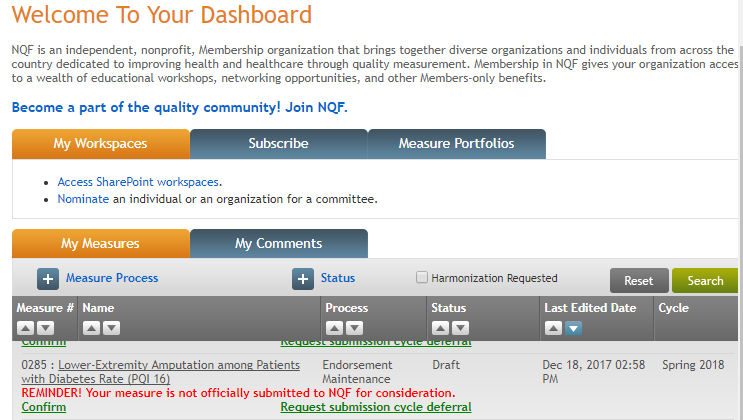 Welcome To Your Dashboard
NQF is an independent, nonprofit, Membership organization that brings together diverse organizations and individuals from across the
country dedicated to improving health and healthcare through quality measurement. Membership in NQF gives your organization acces
to a wealth of educational workshops, networking opportunities, and other Members-only benefits.
Become a part of the quality community! Join NQF.
My Workspaces Subscribe Measure Portfolios
• Access SharePoint workspaces.
• Nominate an individual or an organization for a committee.
My Measures My Comments
+ Measure Process + Status Harmonization Requested Reset Search
Measure # Name Process Status Last Edited Date Cycle
Confirm Request submission cycle deferral
0285 : Lower-Extremity Amputation among Patients Endorsement Draft Dec 18, 2017 02:58 Spring 2018
with Diabetes Rate (PQI 16) Maintenance PM
REMINDER! Your measure is not officially submitted to NQF for consideration.
Confirm Request submission cycle deferral